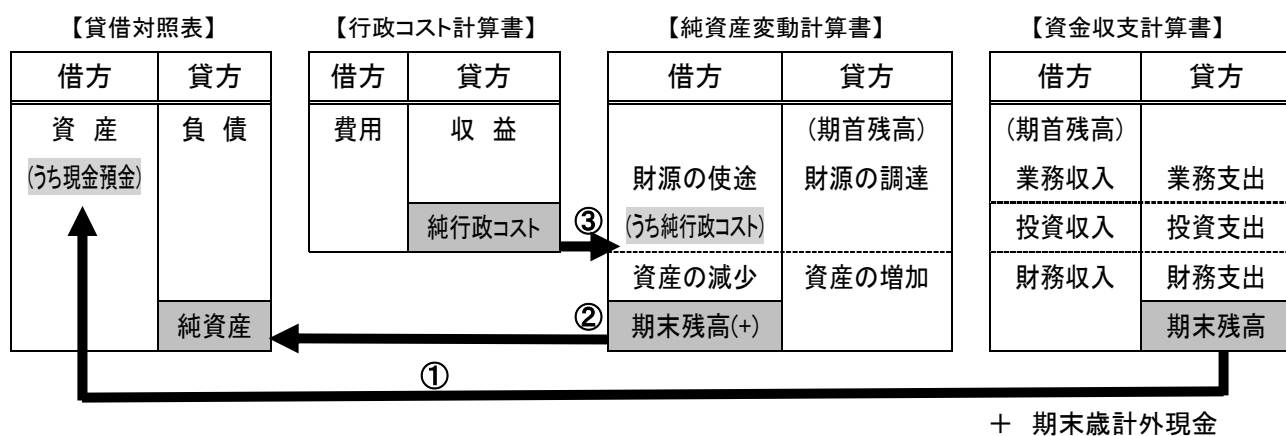 【貸借対照表】 【行政コスト計算書】 【純資産変動計算書】 【資金収支計算書】
借方 貸方 借方 貸方 借方 貸方 借方 貸方
資 産 負 債 費用 収 益 (期首残高) (期首残高)
(うち現金預金) 財源の使途 財源の調達 業務収入 業務支出
純行政コスト ③ (うち純行政コスト) 投資収入 投資支出
資産の減少 資産の増加 財務収入 財務支出
純資産 ② 期末残高(+) 期末残高
①
＋ 期末歳計外現金